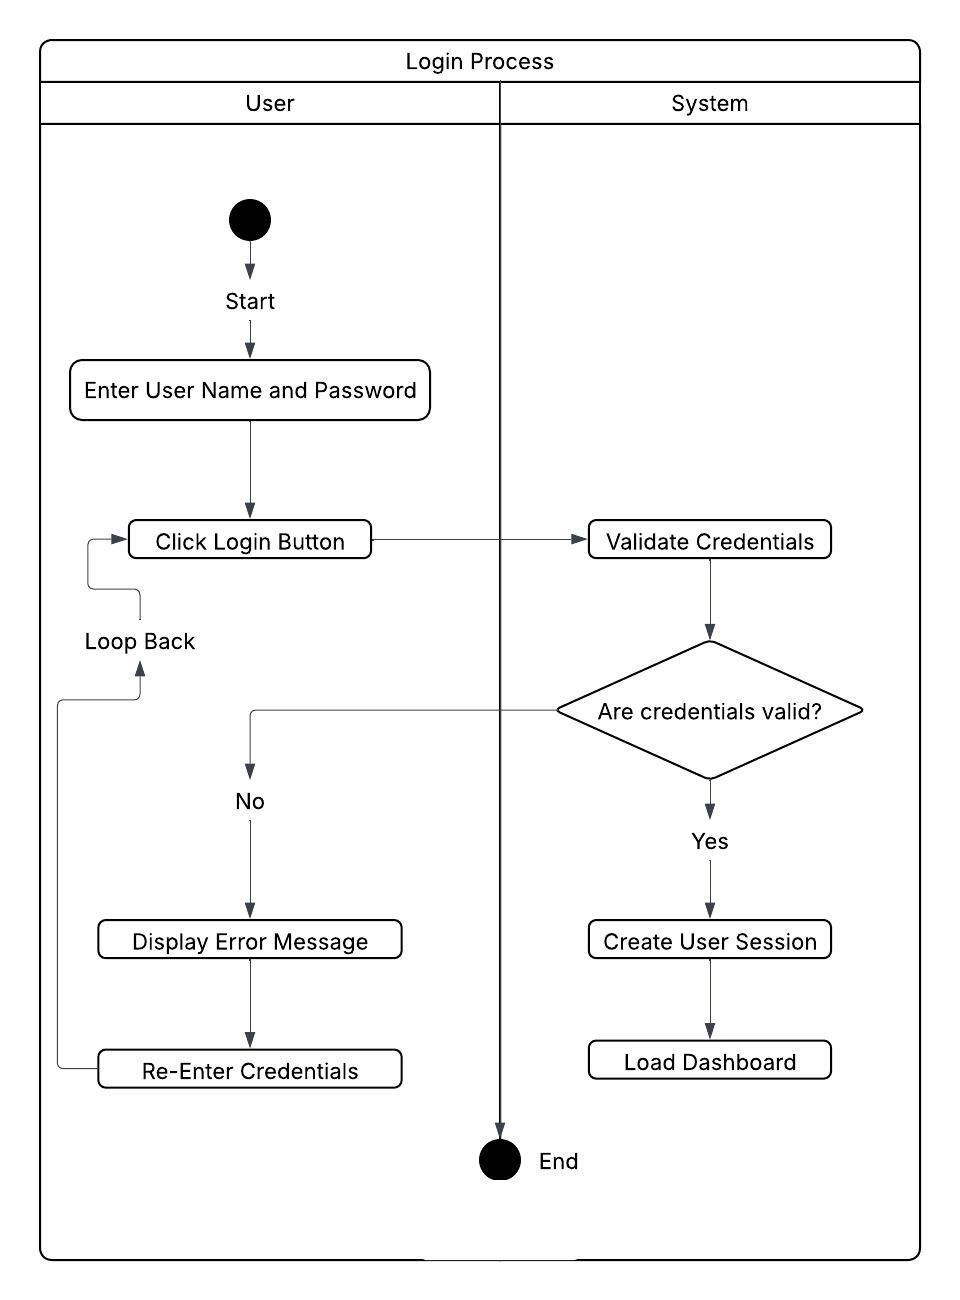 Login Process
User
System
Start
Enter User Name and Password
Click Login Button
Validate Credentials
Loop Back
Are credentials valid?
No
Yes
Display Error Message
Create User Session
Re-Enter Credentials
Load Dashboard
End